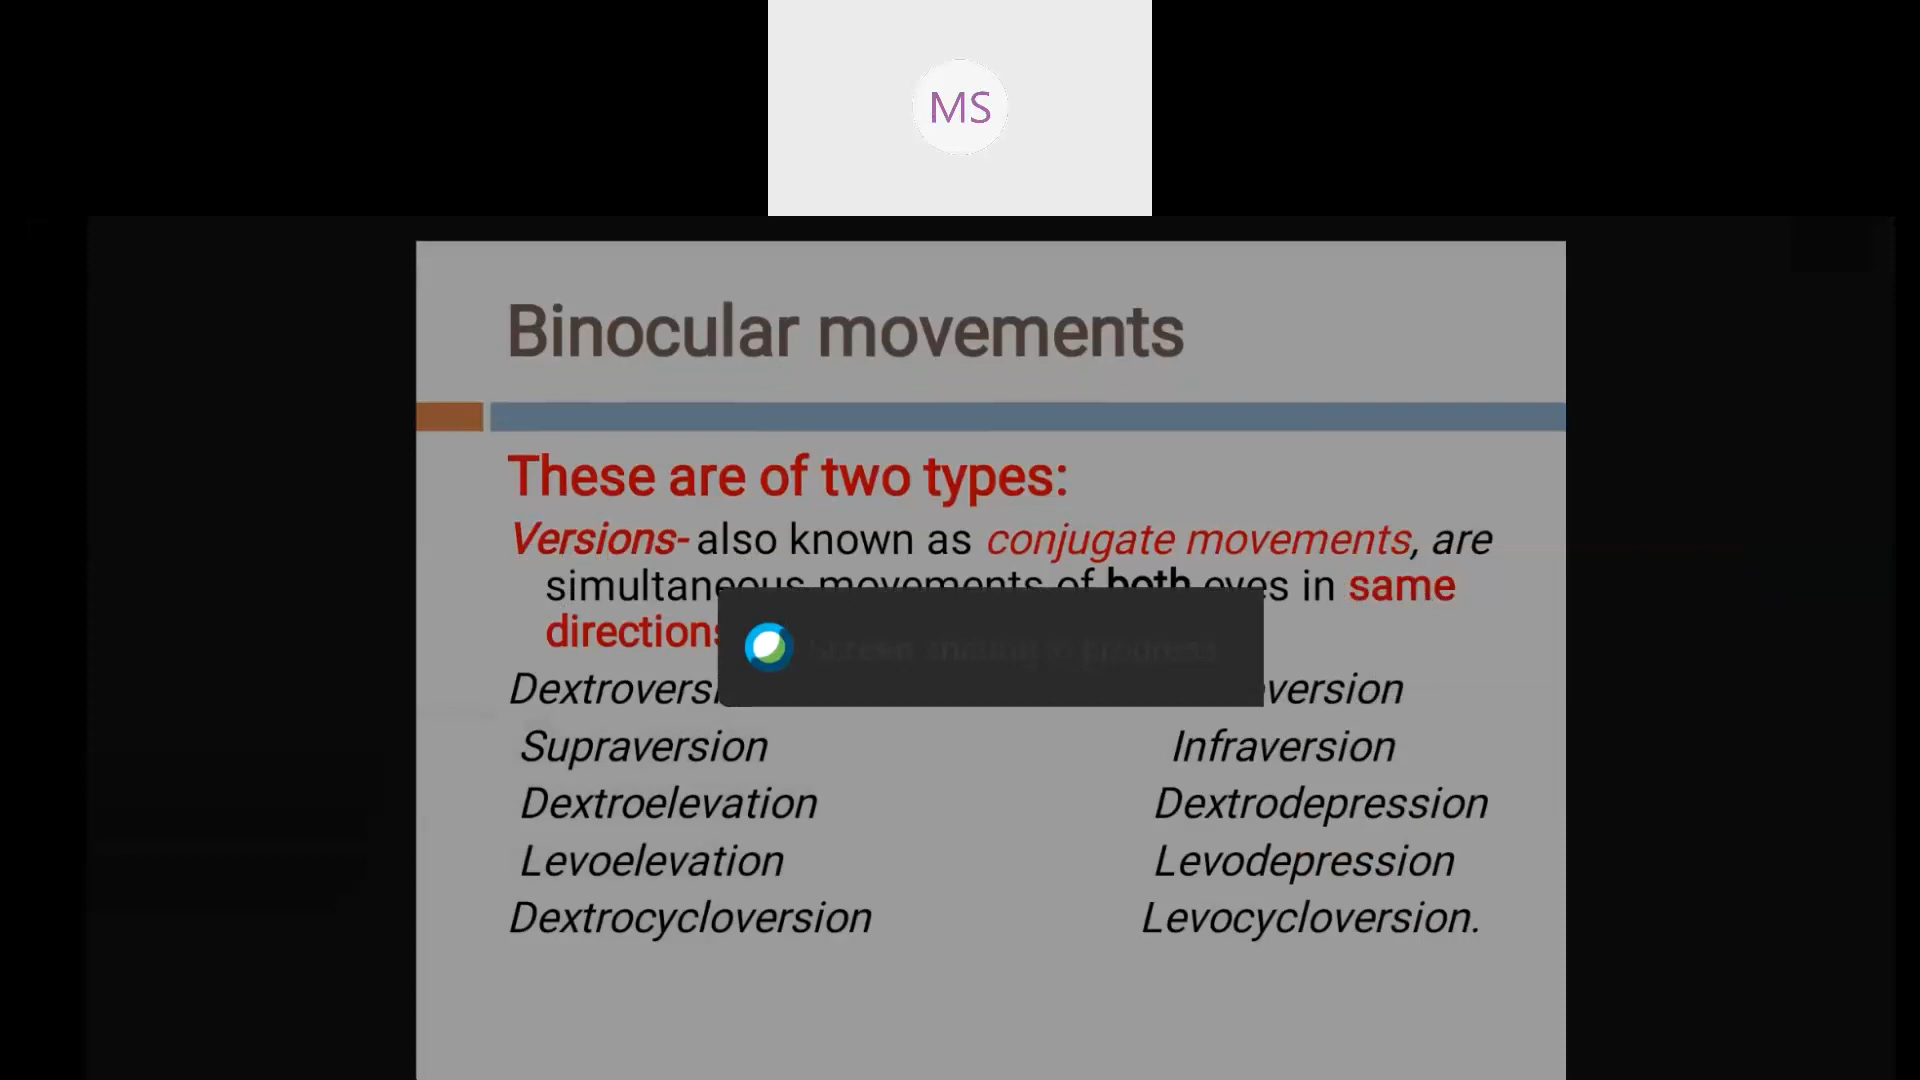 MS
Binocular movements
These are of two types:
Versions- also known as conjugate movements, are
simultaneous movements of both eyes in same
directions
Dextroversi version
Supraversion Infraversion
Dextroelevation Dextrodepression
Levoelevation Levodepression
Dextrocycloversion Levocycloversion.